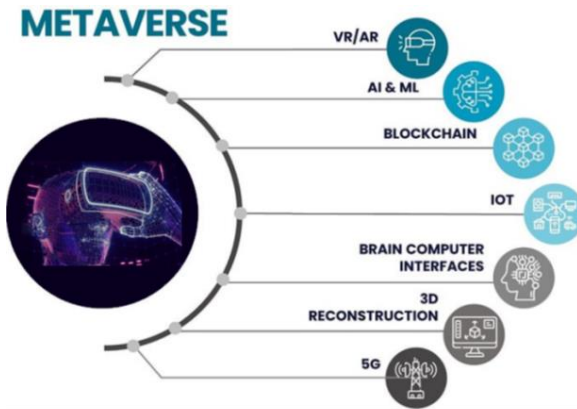 METAVERSE
VR/AR
AI & ML
BLOCKCHAIN
IOT
BRAIN COMPUTER
INTERFACES
3D
RECONSTRUCTION
5G